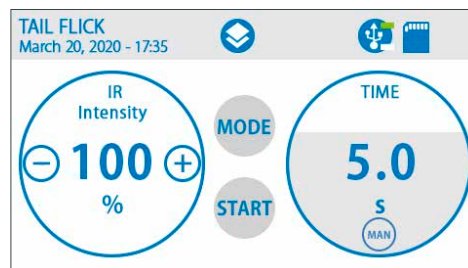 TAIL FLICK
March 20, 2020 - 17:35
IR
Intensity
100
%
MODE
START
TIME
5.0
s
MAN